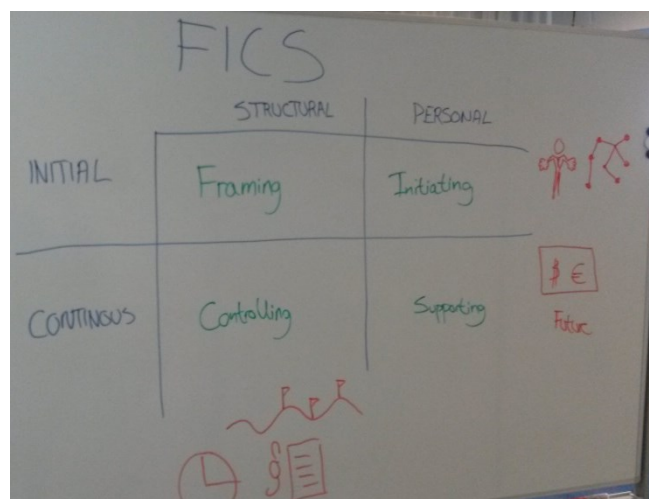 FICS
STRUCTURAL PERSONAL
INITIAL Framing Initiating
$ €
CONTINOUS Controlling Supporting Future
§